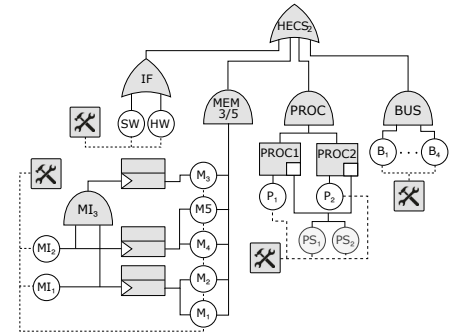 HECS₂
IF
MEM
3/5
PROC
BUS
SW
HW
PROC1
PROC2
B₁
···
B₄
M₃
MI₃
M5
P₁
P₂
MI₂
M₄
PS₁
PS₂
MI₁
M₂
M₁